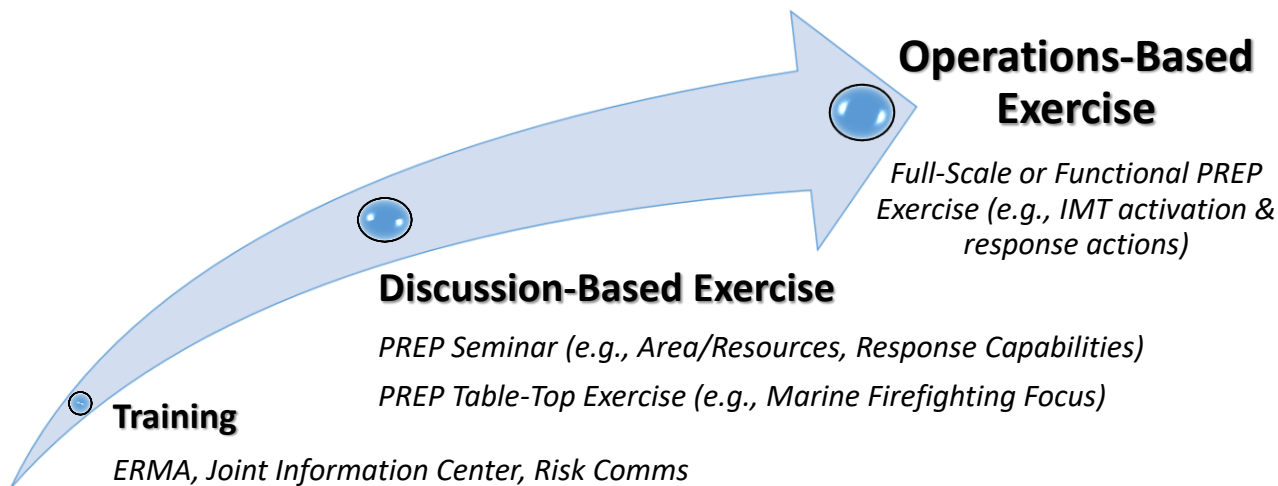 Operations-Based
Exercise
Full-Scale or Functional PREP
Exercise (e.g., IMT activation &
response actions)
Discussion-Based Exercise
PREP Seminar (e.g., Area/Resources, Response Capabilities)
PREP Table-Top Exercise (e.g., Marine Firefighting Focus)
Training
ERMA, Joint Information Center, Risk Comms